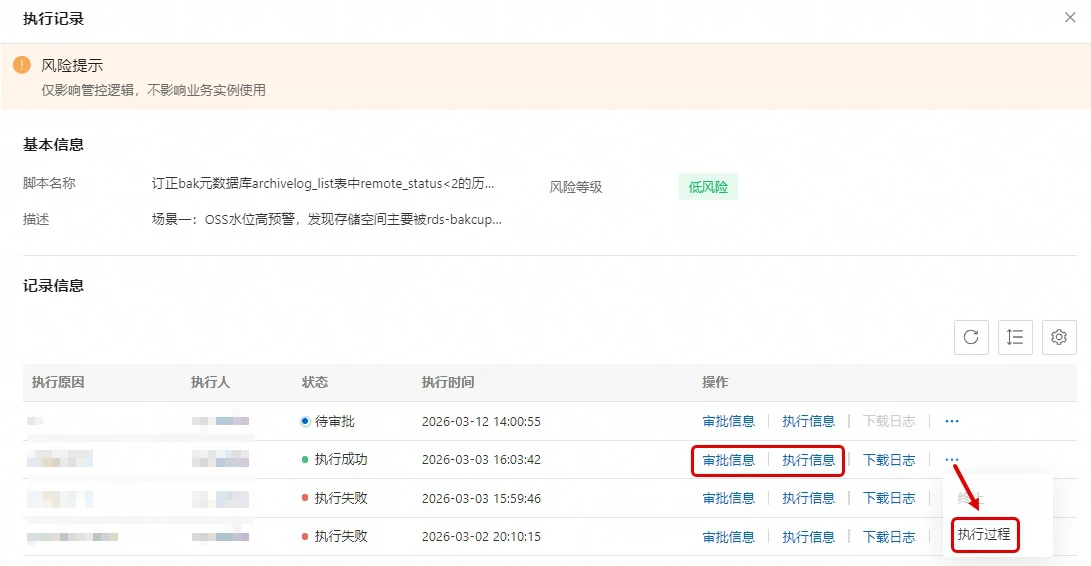 执行记录
风险提示
仅影响管控逻辑，不影响业务实例使用
基本信息
脚本名称 订正bak元数据库archivelog_list表中remote_status<2的历... 风险等级 低风险
描述 场景一：OSS水位高预警，发现存储空间主要被rds-bakcup...
记录信息
执行原因 执行人 状态 执行时间 操作
待审批 2026-03-12 14:00:55 审批信息 执行信息 下载日志 ...
执行成功 2026-03-03 16:03:42 审批信息 执行信息 下载日志 ...
执行失败 2026-03-03 15:59:46 审批信息 执行信息 下载日志 终止
执行失败 2026-03-02 20:10:15 审批信息 执行信息 下载日志 执行过程